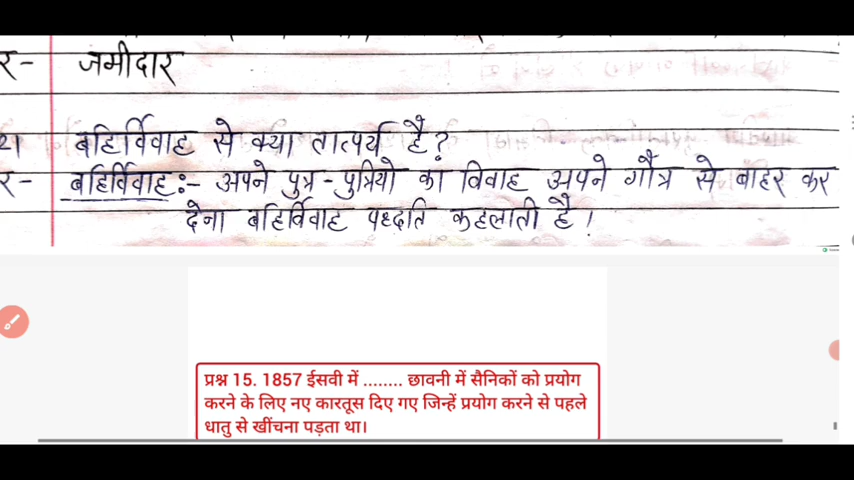 र- जमीदार
बहिर्विवाह से क्या तात्पर्य है?
र- बहिर्विवाह:- अपने पुत्र-पुत्रियो का विवाह अपने गौत्र से बाहर कर
देना बहिर्विवाह पध्दति कहलाती है!
प्रश्न 15. 1857 ईसवी में ........ छावनी में सैनिकों को प्रयोग
करने के लिए नए कारतूस दिए गए जिन्हें प्रयोग करने से पहले
धातु से खींचना पड़ता था।